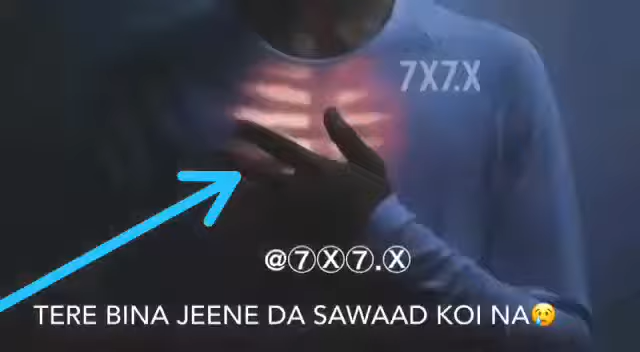 7X7.X
@⑦Ⓧ⑦.Ⓧ
TERE BINA JEENE DA SAWAAD KOI NA😢